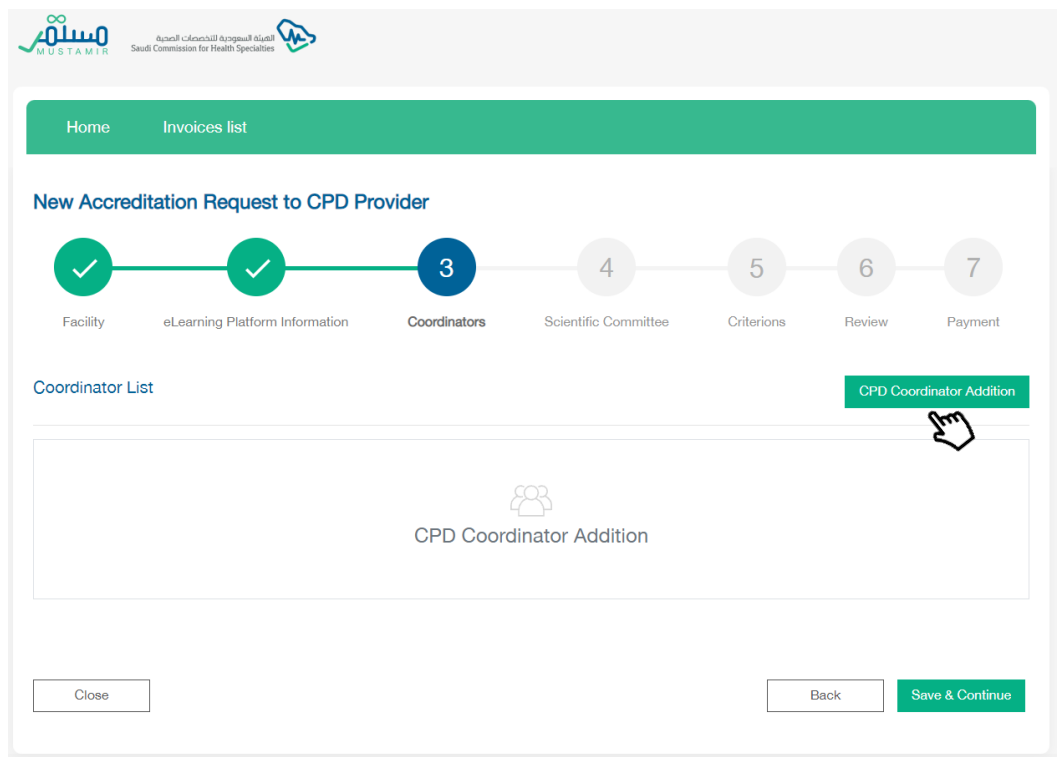 مستمر
MUSTAMIR
الهيئة السعودية للتخصصات الصحية
Saudi Commission for Health Specialties
Home Invoices list
New Accreditation Request to CPD Provider
3 4 5 6 7
Facility eLearning Platform Information Coordinators Scientific Committee Criterions Review Payment
Coordinator List CPD Coordinator Addition
CPD Coordinator Addition
Close Back Save & Continue